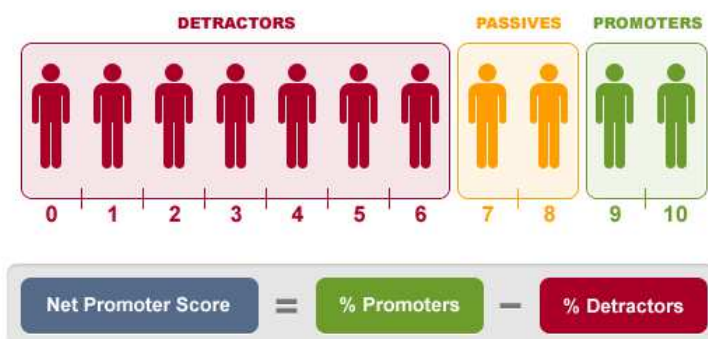 DETRACTORS PASSIVES PROMOTERS
0 1 2 3 4 5 6 7 8 9 10
Net Promoter Score = % Promoters − % Detractors